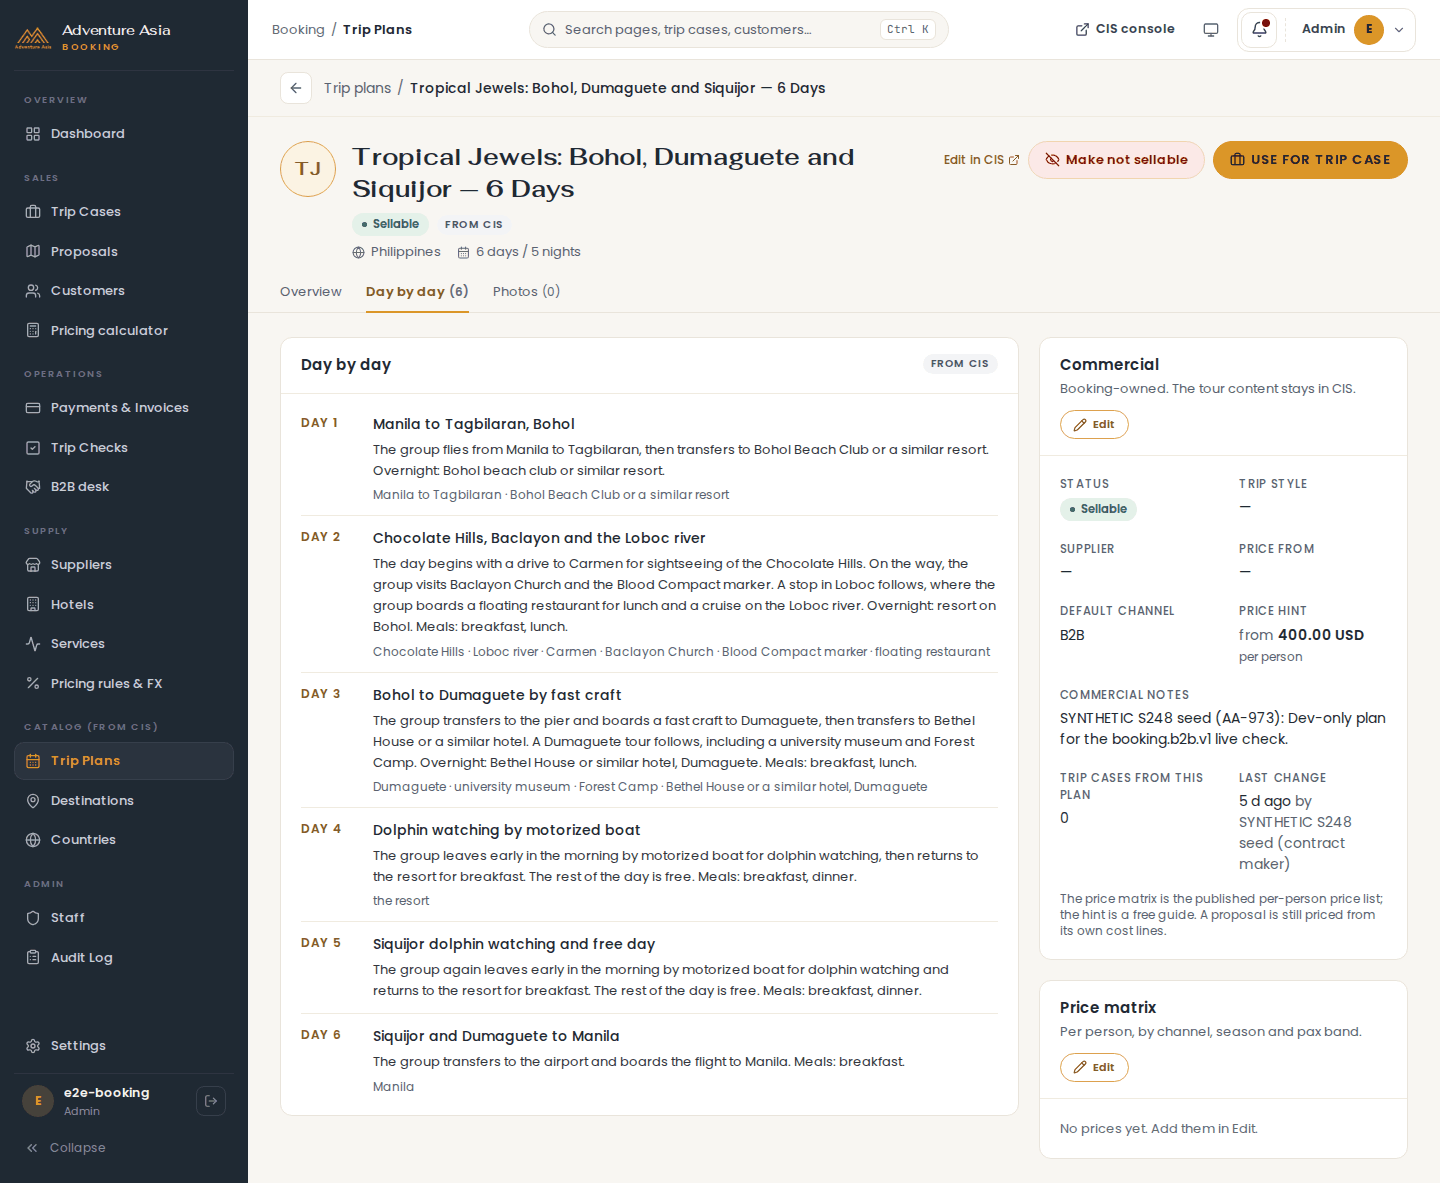 Adventure Asia
BOOKING
Adventure Asia
OVERVIEW
Dashboard
SALES
Trip Cases
Proposals
Customers
Pricing calculator
OPERATIONS
Payments & Invoices
Trip Checks
B2B desk
SUPPLY
Suppliers
Hotels
Services
Pricing rules & FX
CATALOG (FROM CIS)
Trip Plans
Destinations
Countries
ADMIN
Staff
Audit Log
Settings
E
e2e-booking
Admin
Collapse
Booking / Trip Plans
Search pages, trip cases, customers...
Ctrl K
CIS console
Admin
E
Trip plans / Tropical Jewels: Bohol, Dumaguete and Siquijor — 6 Days
TJ
Tropical Jewels: Bohol, Dumaguete and
Siquijor — 6 Days
Sellable
FROM CIS
Philippines
6 days / 5 nights
Edit in CIS
Make not sellable
USE FOR TRIP CASE
Overview
Day by day (6)
Photos (0)
Day by day
FROM CIS
DAY 1
Manila to Tagbilaran, Bohol
The group flies from Manila to Tagbilaran, then transfers to Bohol Beach Club or a similar resort.
Overnight: Bohol beach club or similar resort.
Manila to Tagbilaran · Bohol Beach Club or a similar resort
DAY 2
Chocolate Hills, Baclayon and the Loboc river
The day begins with a drive to Carmen for sightseeing of the Chocolate Hills. On the way, the
group visits Baclayon Church and the Blood Compact marker. A stop in Loboc follows, where the
group boards a floating restaurant for lunch and a cruise on the Loboc river. Overnight: resort on
Bohol. Meals: breakfast, lunch.
Chocolate Hills · Loboc river · Carmen · Baclayon Church · Blood Compact marker · floating restaurant
DAY 3
Bohol to Dumaguete by fast craft
The group transfers to the pier and boards a fast craft to Dumaguete, then transfers to Bethel
House or a similar hotel. A Dumaguete tour follows, including a university museum and Forest
Camp. Overnight: Bethel House or similar hotel, Dumaguete. Meals: breakfast, lunch.
Dumaguete · university museum · Forest Camp · Bethel House or a similar hotel, Dumaguete
DAY 4
Dolphin watching by motorized boat
The group leaves early in the morning by motorized boat for dolphin watching, then returns to
the resort for breakfast. The rest of the day is free. Meals: breakfast, dinner.
the resort
DAY 5
Siquijor dolphin watching and free day
The group again leaves early in the morning by motorized boat for dolphin watching and
returns to the resort for breakfast. The rest of the day is free. Meals: breakfast, dinner.
DAY 6
Siquijor and Dumaguete to Manila
The group transfers to the airport and boards the flight to Manila. Meals: breakfast.
Manila
Commercial
Booking-owned. The tour content stays in CIS.
Edit
STATUS
Sellable
TRIP STYLE
—
SUPPLIER
—
PRICE FROM
—
DEFAULT CHANNEL
B2B
PRICE HINT
from 400.00 USD
per person
COMMERCIAL NOTES
SYNTHETIC S248 seed (AA-973): Dev-only plan
for the booking.b2b.v1 live check.
TRIP CASES FROM THIS
PLAN
0
LAST CHANGE
5 d ago by
SYNTHETIC S248
seed (contract
maker)
The price matrix is the published per-person price list;
the hint is a free guide. A proposal is still priced from
its own cost lines.
Price matrix
Per person, by channel, season and pax band.
Edit
No prices yet. Add them in Edit.